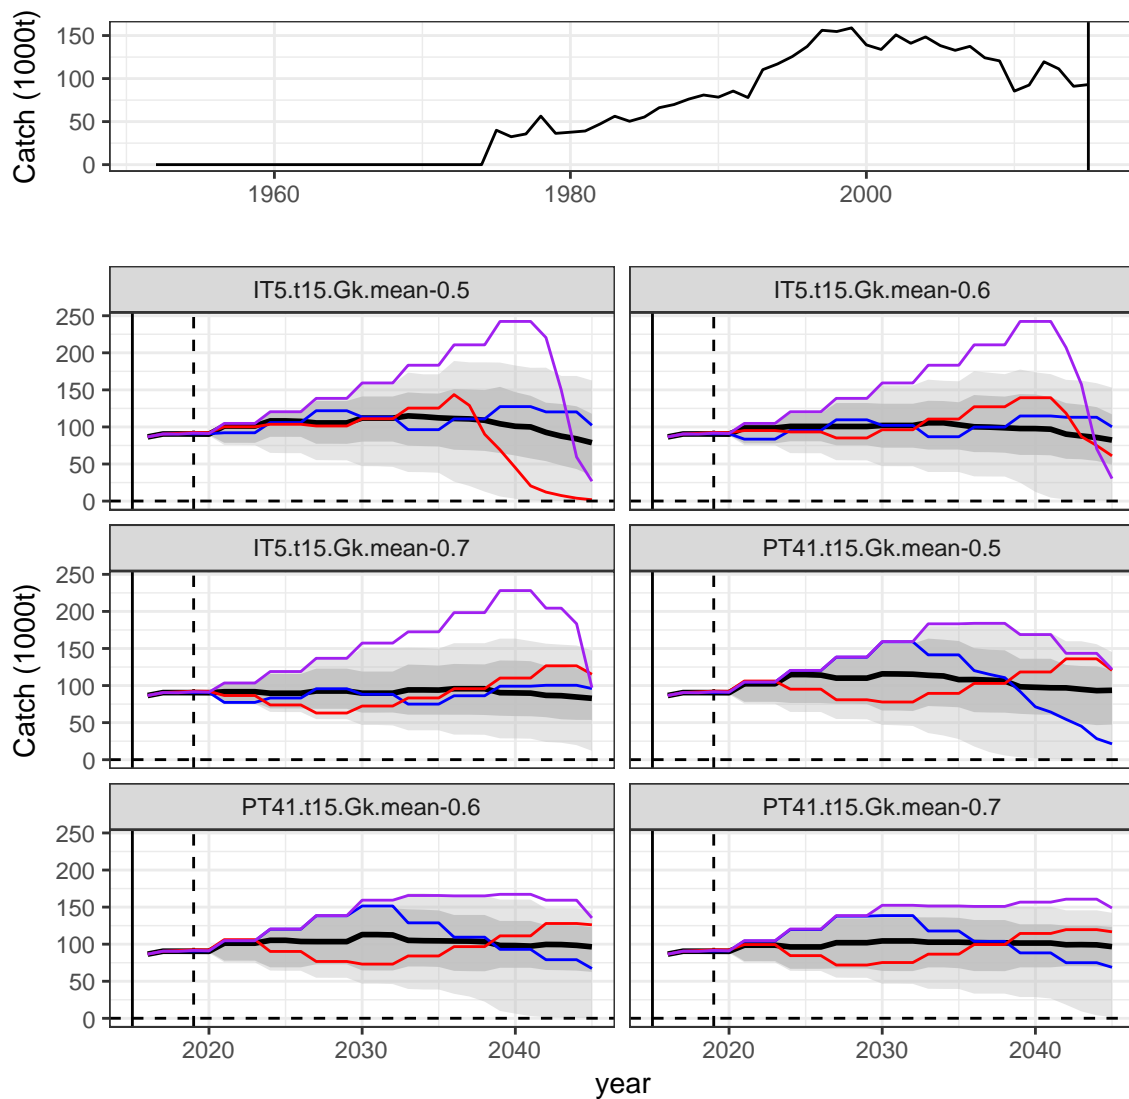 Catch (1000t)
150
100
50
0
1960 1980 2000
IT5.t15.Gk.mean-0.5 IT5.t15.Gk.mean-0.6
250
200
150
100
50
0
IT5.t15.Gk.mean-0.7 PT41.t15.Gk.mean-0.5
Catch (1000t)
250
200
150
100
50
0
PT41.t15.Gk.mean-0.6 PT41.t15.Gk.mean-0.7
250
200
150
100
50
0
2020 2030 2040 2020 2030 2040
year